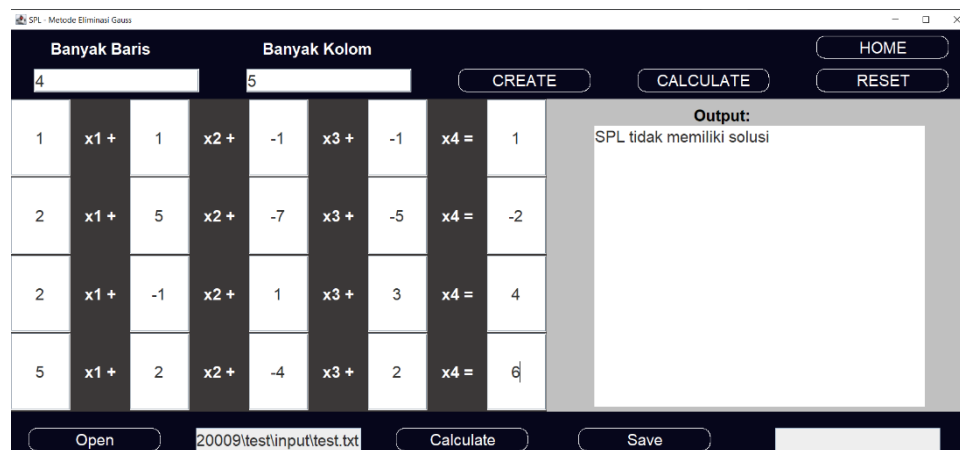 SPL - Metode Eliminasi Gauss
Banyak Baris Banyak Kolom HOME
4 5 CREATE CALCULATE RESET
Output:
SPL tidak memiliki solusi
1 x1 + 1 x2 + -1 x3 + -1 x4 = 1
2 x1 + 5 x2 + -7 x3 + -5 x4 = -2
2 x1 + -1 x2 + 1 x3 + 3 x4 = 4
5 x1 + 2 x2 + -4 x3 + 2 x4 = 6
Open 20009\test\input\test.txt Calculate Save